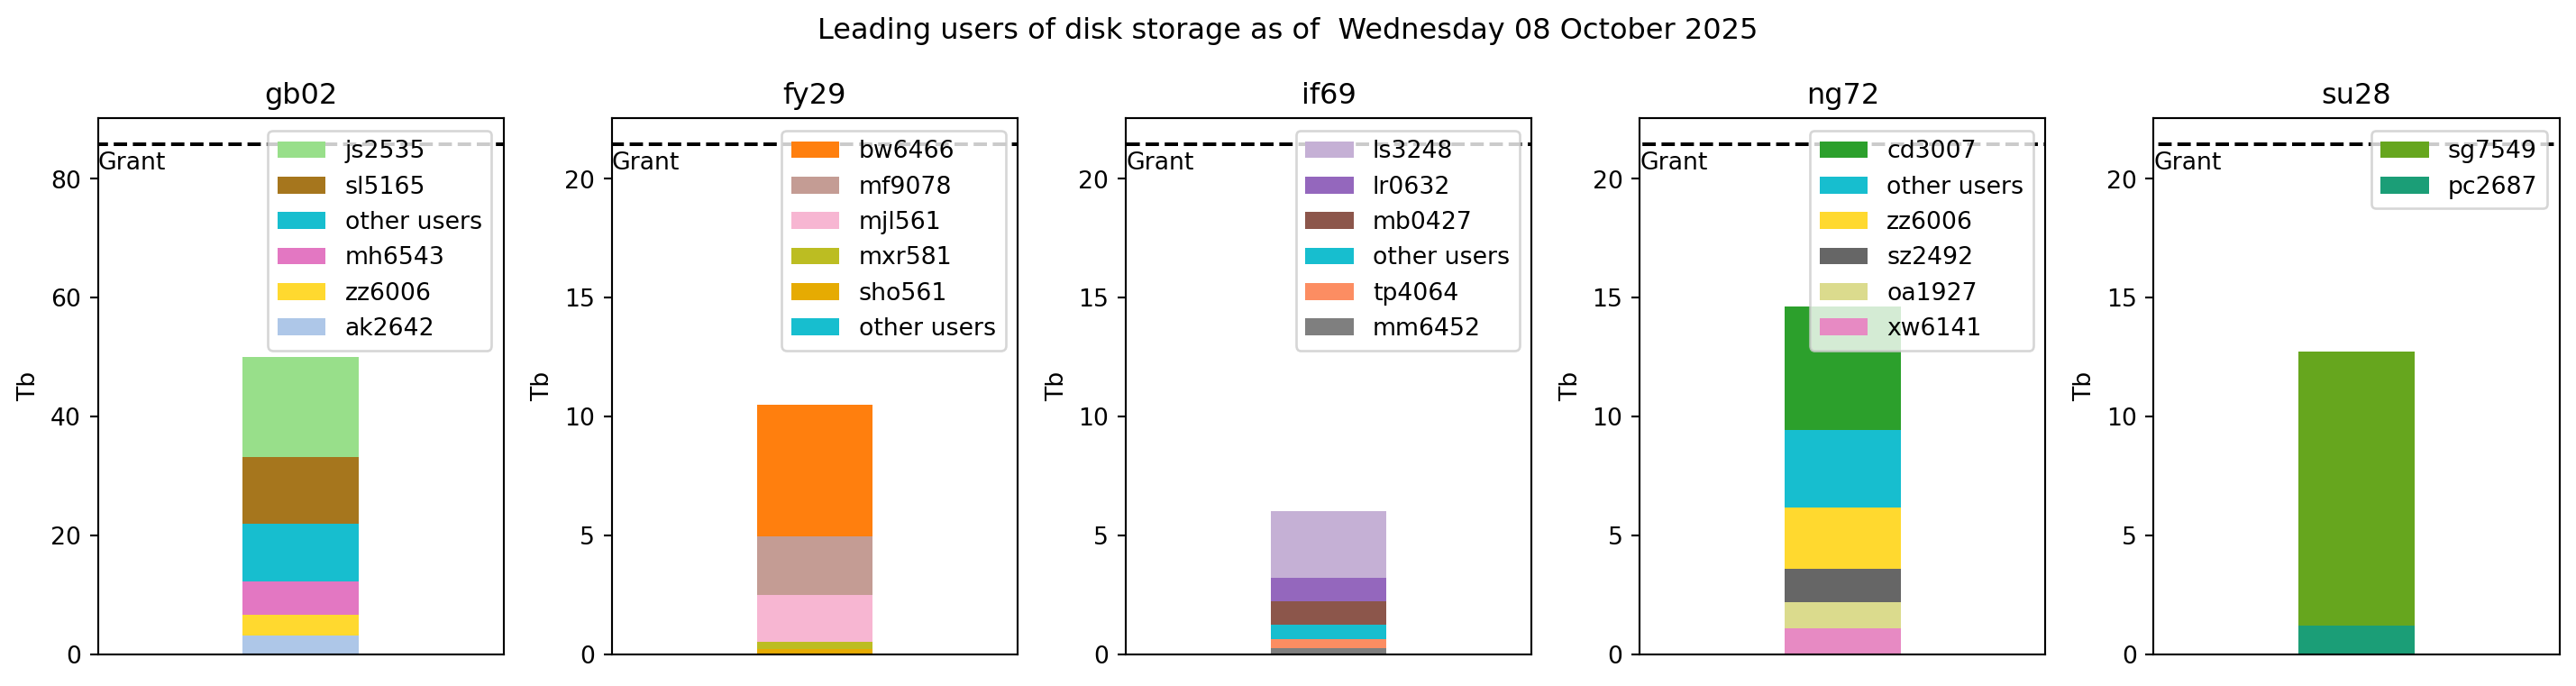 Leading users of disk storage as of  Wednesday 08 October 2025
gb02
Grant
80
60
40
20
0
Tb
js2535
sl5165
other users
mh6543
zz6006
ak2642
fy29
Grant
20
15
10
5
0
Tb
bw6466
mf9078
mjl561
mxr581
sho561
other users
if69
Grant
20
15
10
5
0
Tb
ls3248
lr0632
mb0427
other users
tp4064
mm6452
ng72
Grant
20
15
10
5
0
Tb
cd3007
other users
zz6006
sz2492
oa1927
xw6141
su28
Grant
20
15
10
5
0
Tb
sg7549
pc2687